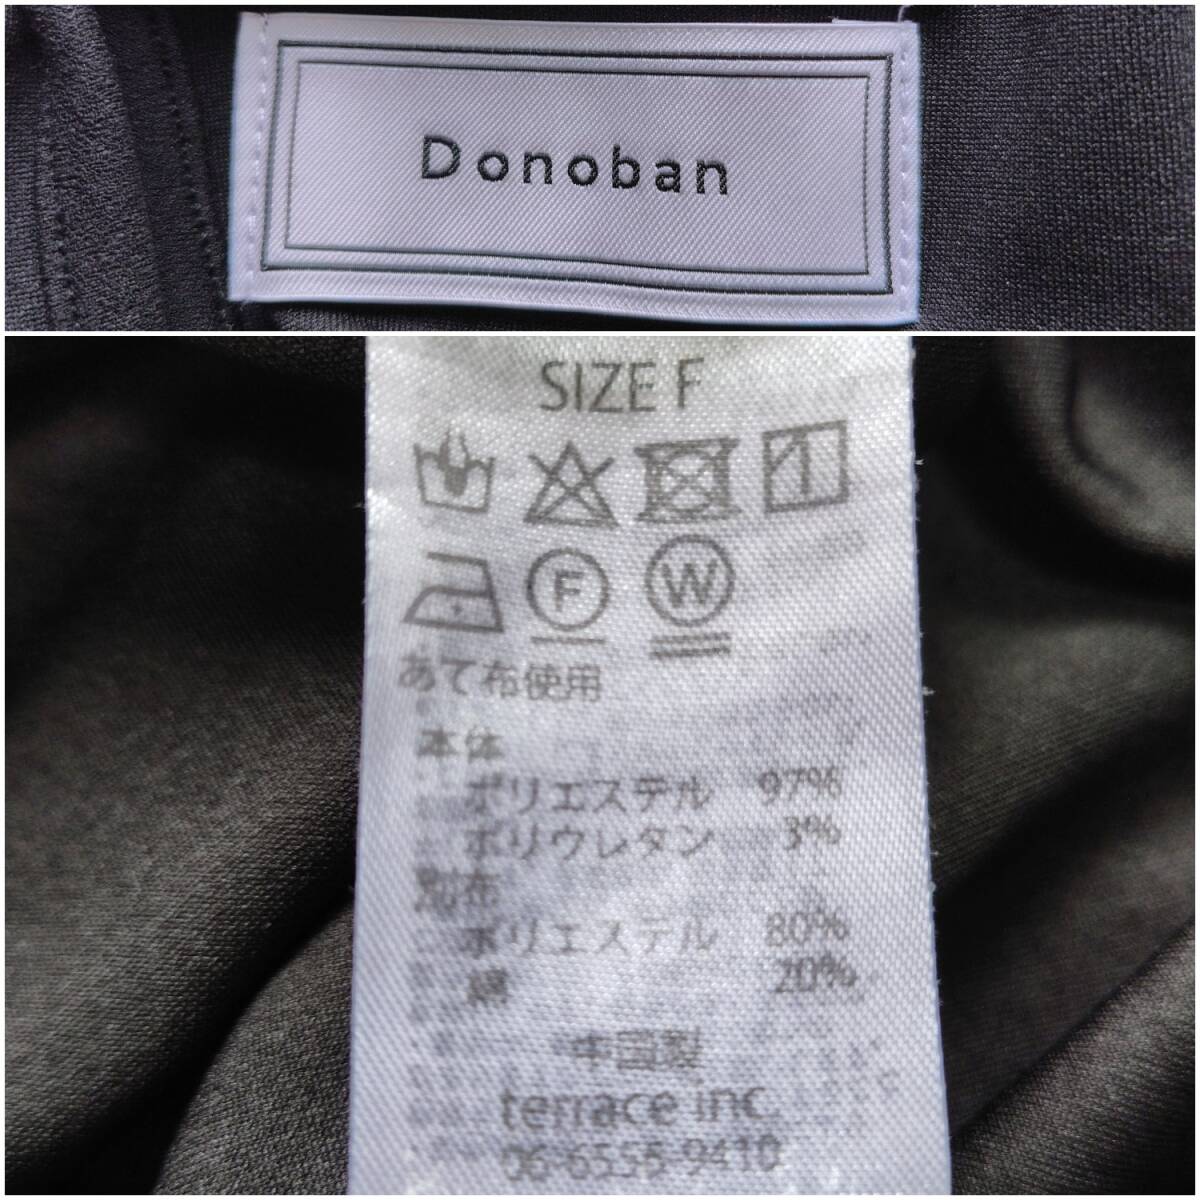 Donoban
SIZE F
F W
あて布使用
本体
ポリエステル 97%
ポリウレタン 3%
別布
ポリエステル 80%
綿 20%
中国製
terrace inc.
06-6556-9410